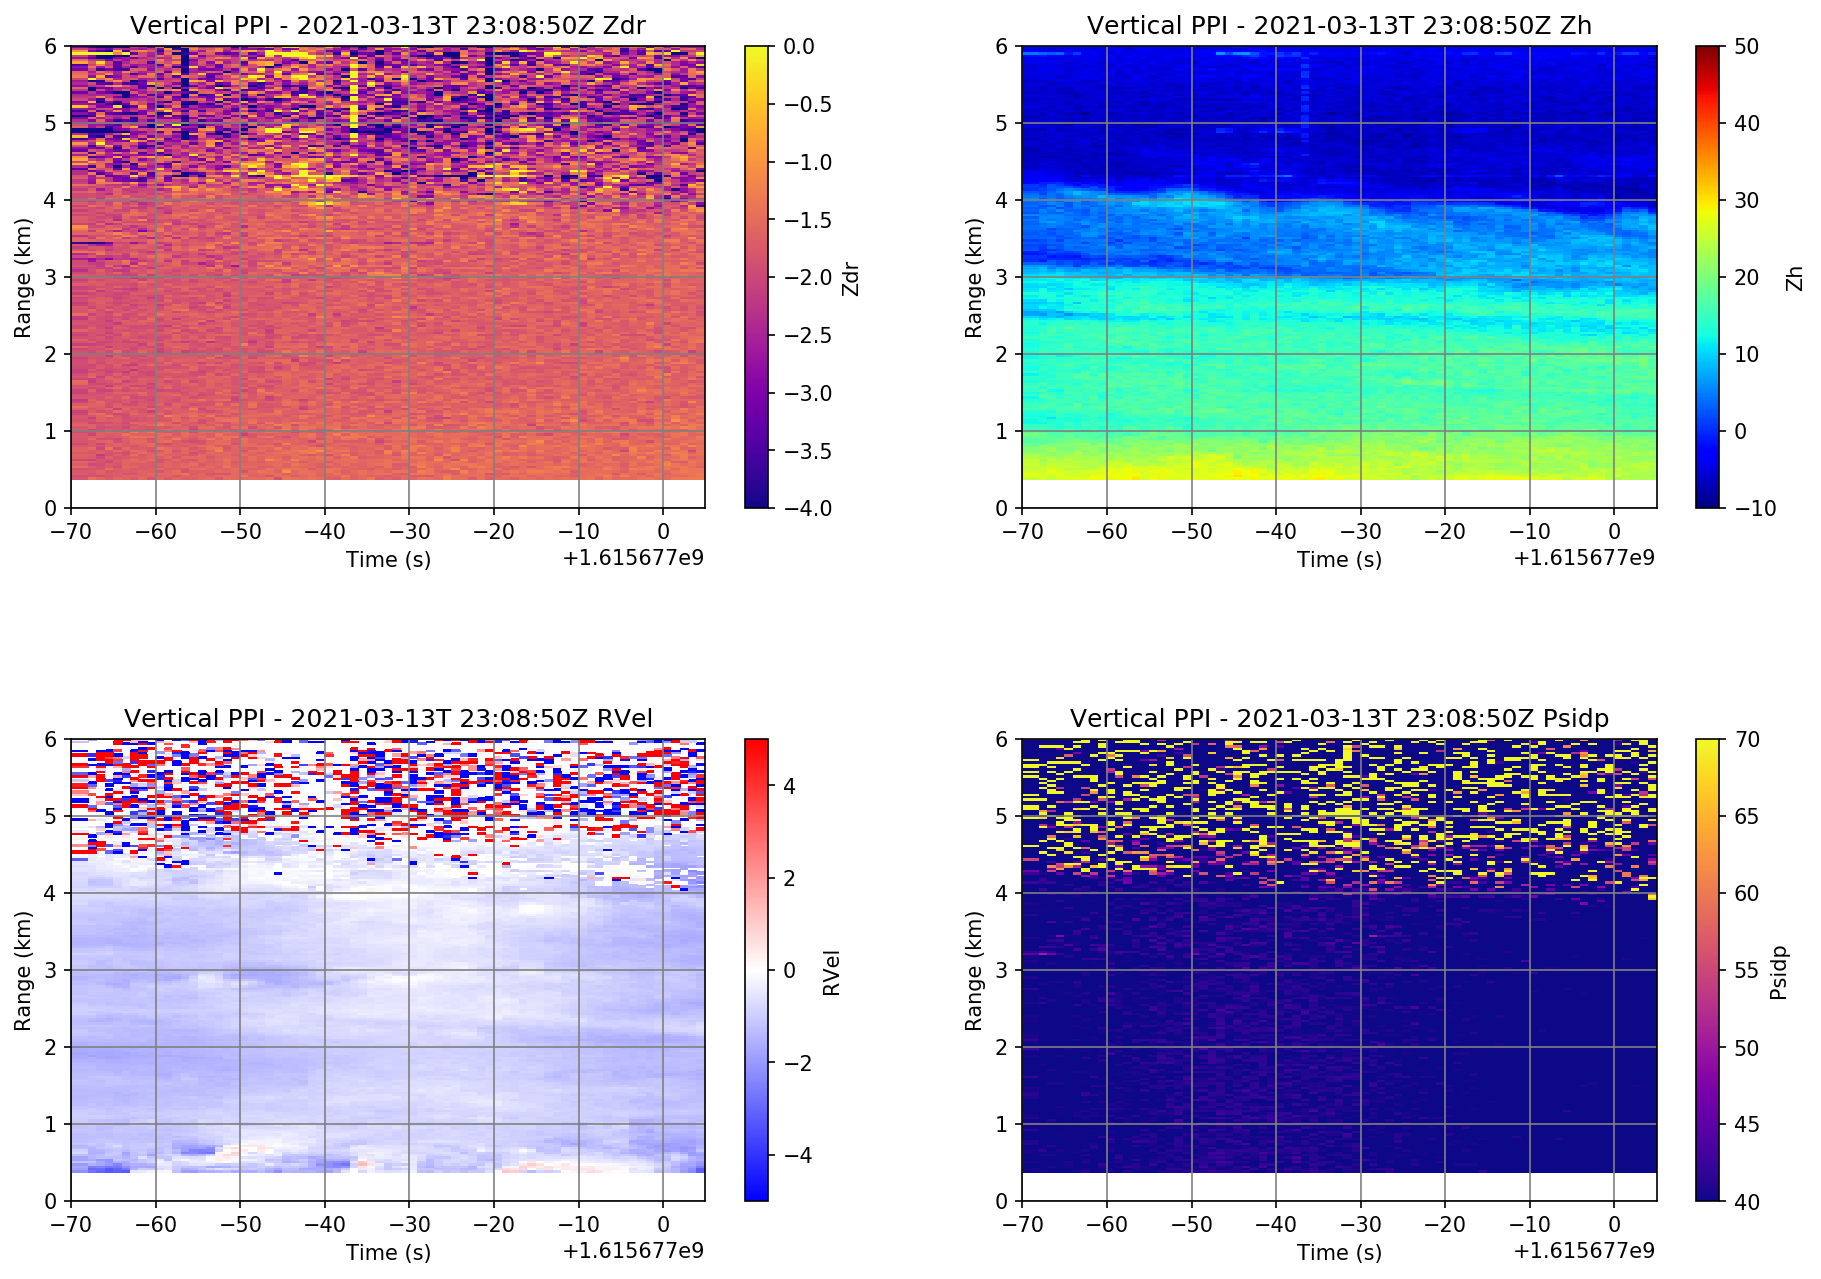 Vertical PPI - 2021-03-13T 23:08:50Z Zdr
6
5
4
3
2
1
0
Range (km)
−70 −60 −50 −40 −30 −20 −10 0
Time (s)
+1.615677e9
0.0
−0.5
−1.0
−1.5
−2.0
−2.5
−3.0
−3.5
−4.0
Zdr
Vertical PPI - 2021-03-13T 23:08:50Z Zh
6
5
4
3
2
1
0
Range (km)
−70 −60 −50 −40 −30 −20 −10 0
Time (s)
+1.615677e9
50
40
30
20
10
0
−10
Zh
Vertical PPI - 2021-03-13T 23:08:50Z RVel
6
5
4
3
2
1
0
Range (km)
−70 −60 −50 −40 −30 −20 −10 0
Time (s)
+1.615677e9
4
2
0
−2
−4
RVel
Vertical PPI - 2021-03-13T 23:08:50Z Psidp
6
5
4
3
2
1
0
Range (km)
−70 −60 −50 −40 −30 −20 −10 0
Time (s)
+1.615677e9
70
65
60
55
50
45
40
Psidp